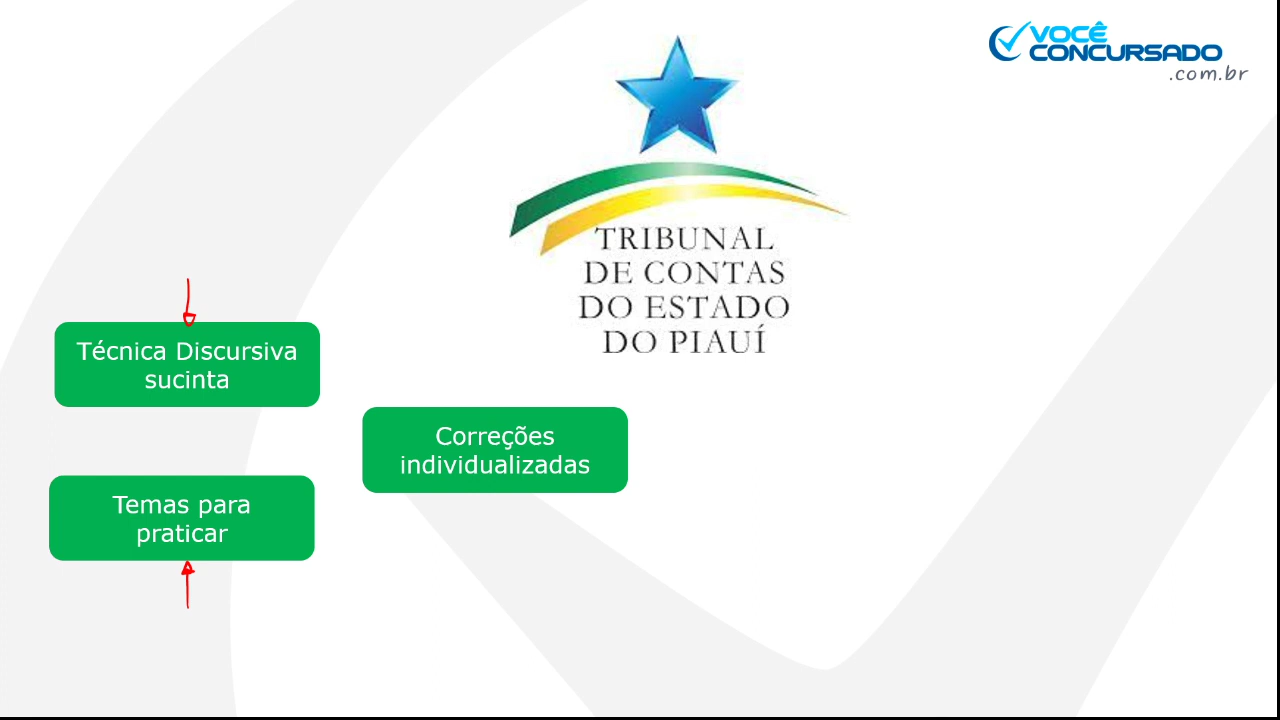 VOCÊ
CONCURSADO
.com.br
TRIBUNAL
DE CONTAS
DO ESTADO
DO PIAUÍ
Técnica Discursiva
sucinta
Correções
individualizadas
Temas para
praticar